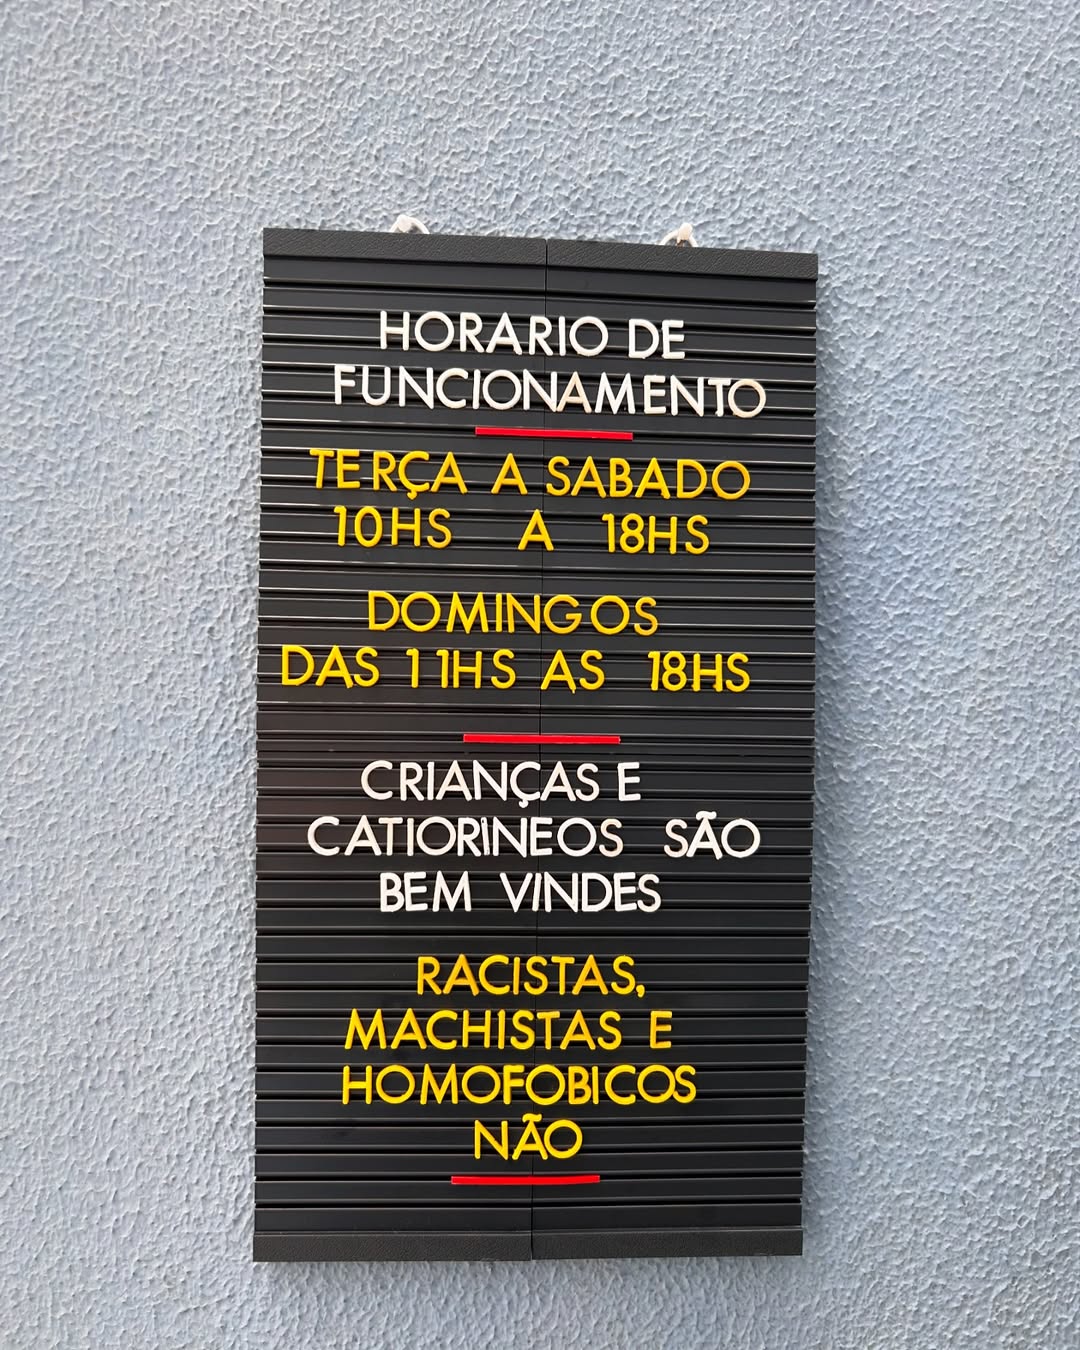 HORARIO DE
FUNCIONAMENTO
TERÇA A SABADO
10HS A 18HS
DOMINGOS
DAS 11HS AS 18HS
CRIANÇAS E
CATIORINEOS SÃO
BEM VINDES
RACISTAS,
MACHISTAS E
HOMOFOBICOS
NÃO